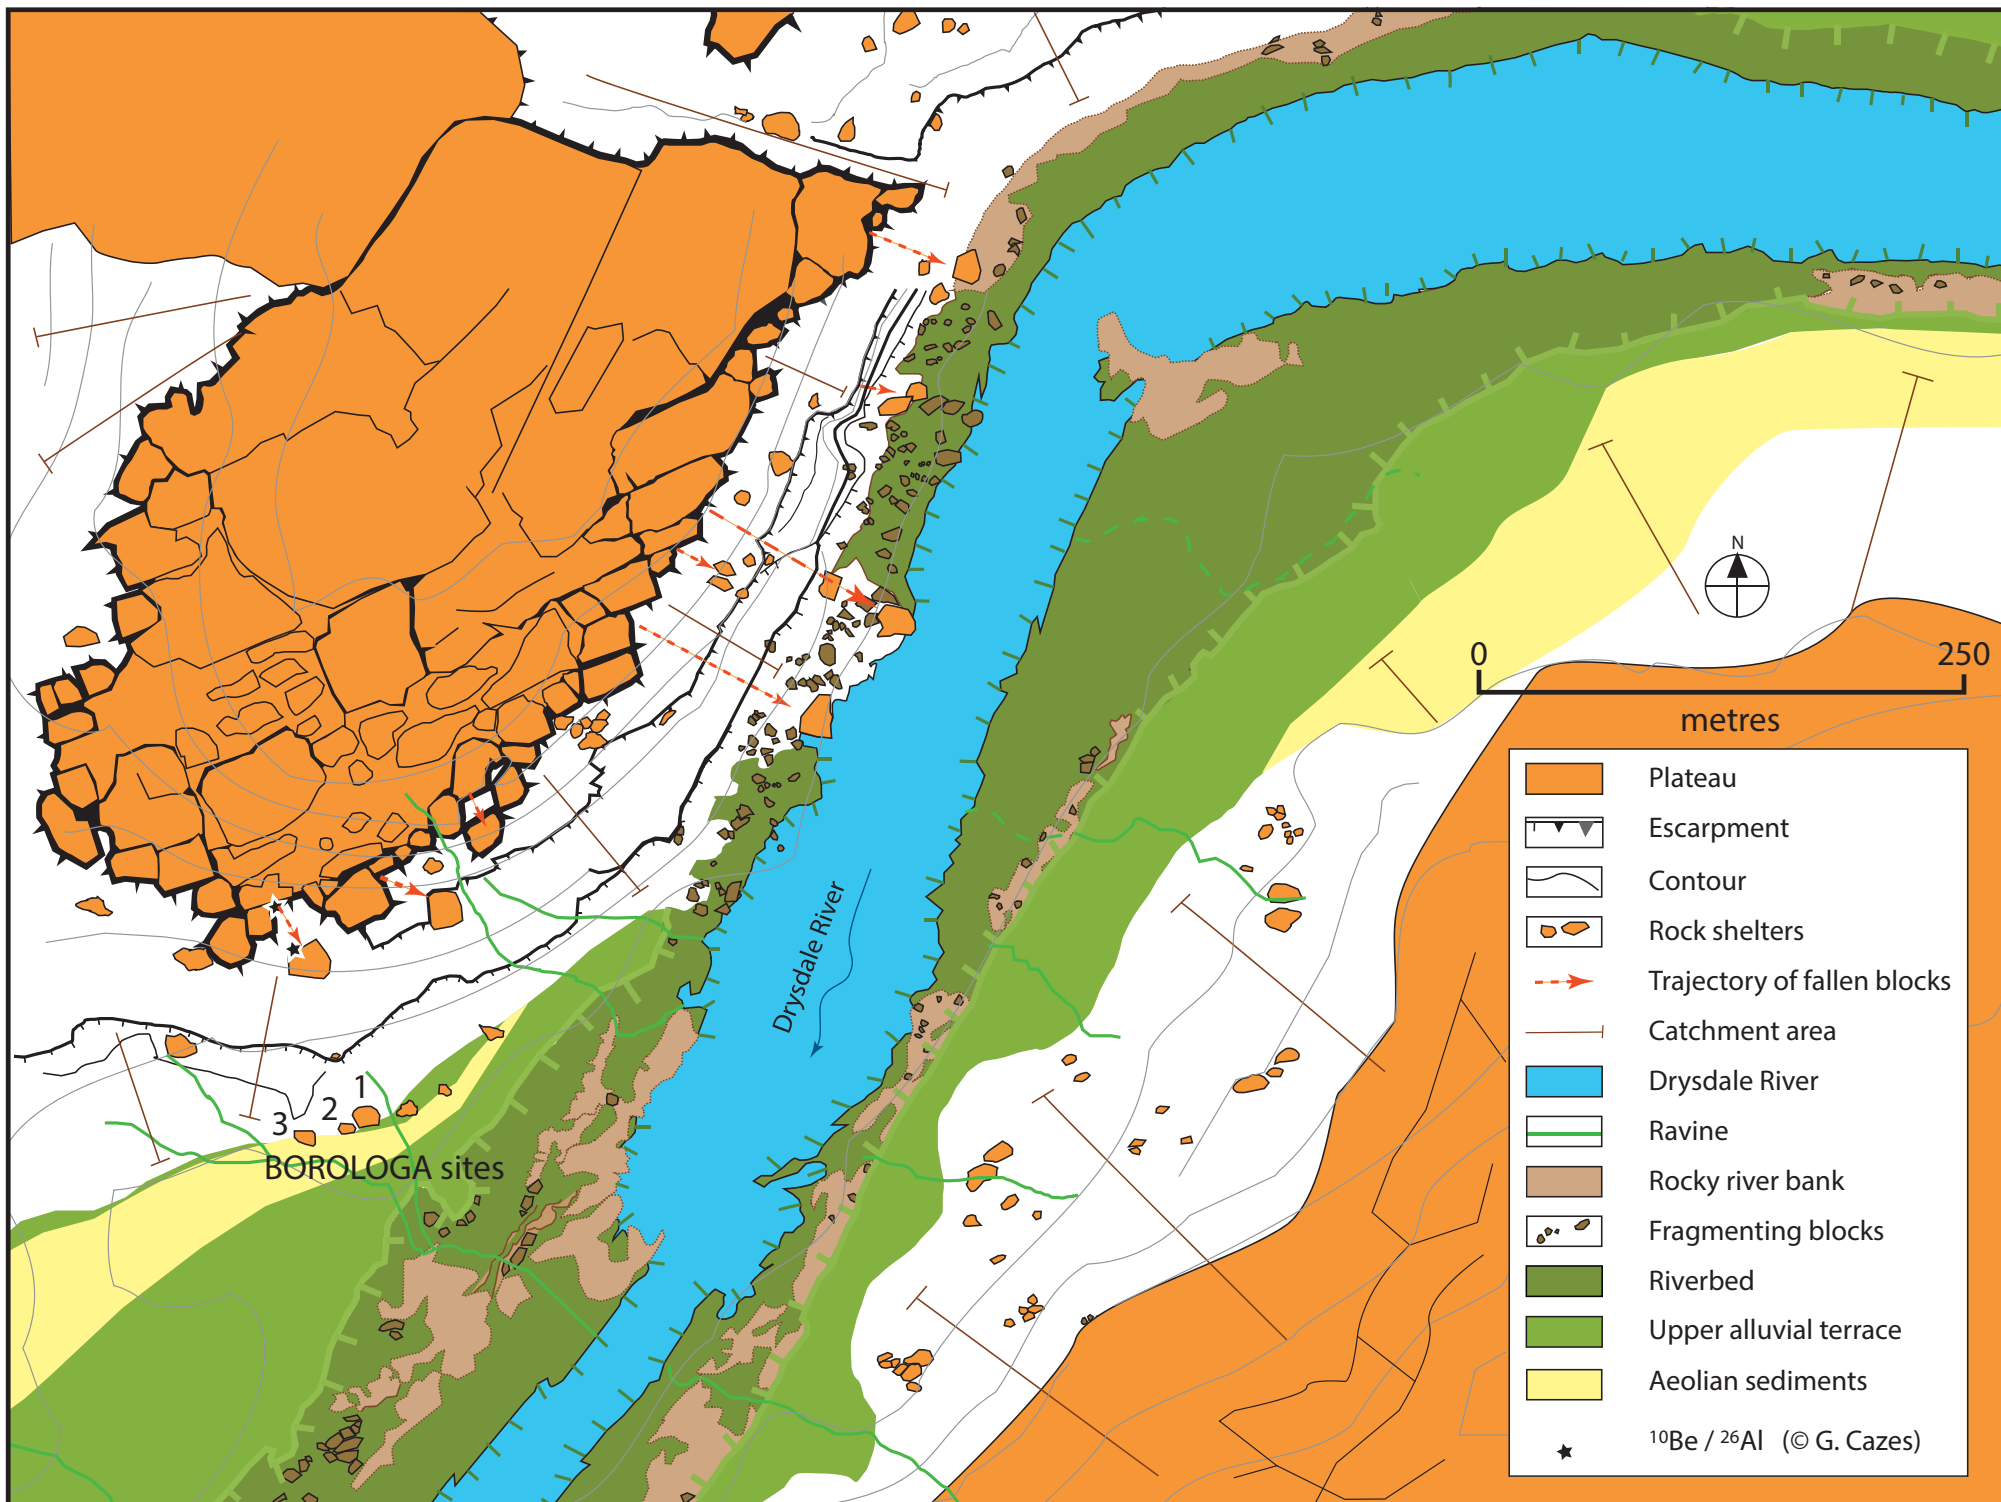 N
0 250
metres
Plateau
Escarpment
Contour
Rock shelters
Trajectory of fallen blocks
Catchment area
Drysdale River
Ravine
Rocky river bank
Fragmenting blocks
Riverbed
Upper alluvial terrace
Aeolian sediments
¹⁰Be / ²⁶Al (© G. Cazes)
Drysdale River
1
2
3
BOROLOGA sites